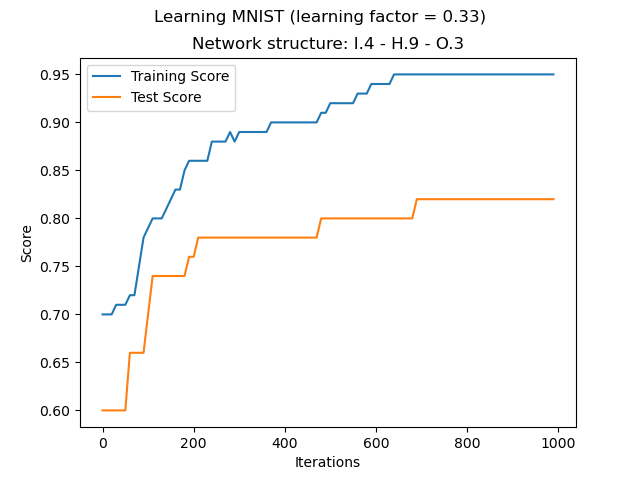 Learning MNIST (learning factor = 0.33)
Network structure: I.4 - H.9 - O.3
Training Score
Test Score
0.95
0.90
0.85
0.80
0.75
0.70
0.65
0.60
Score
0 200 400 600 800 1000
Iterations